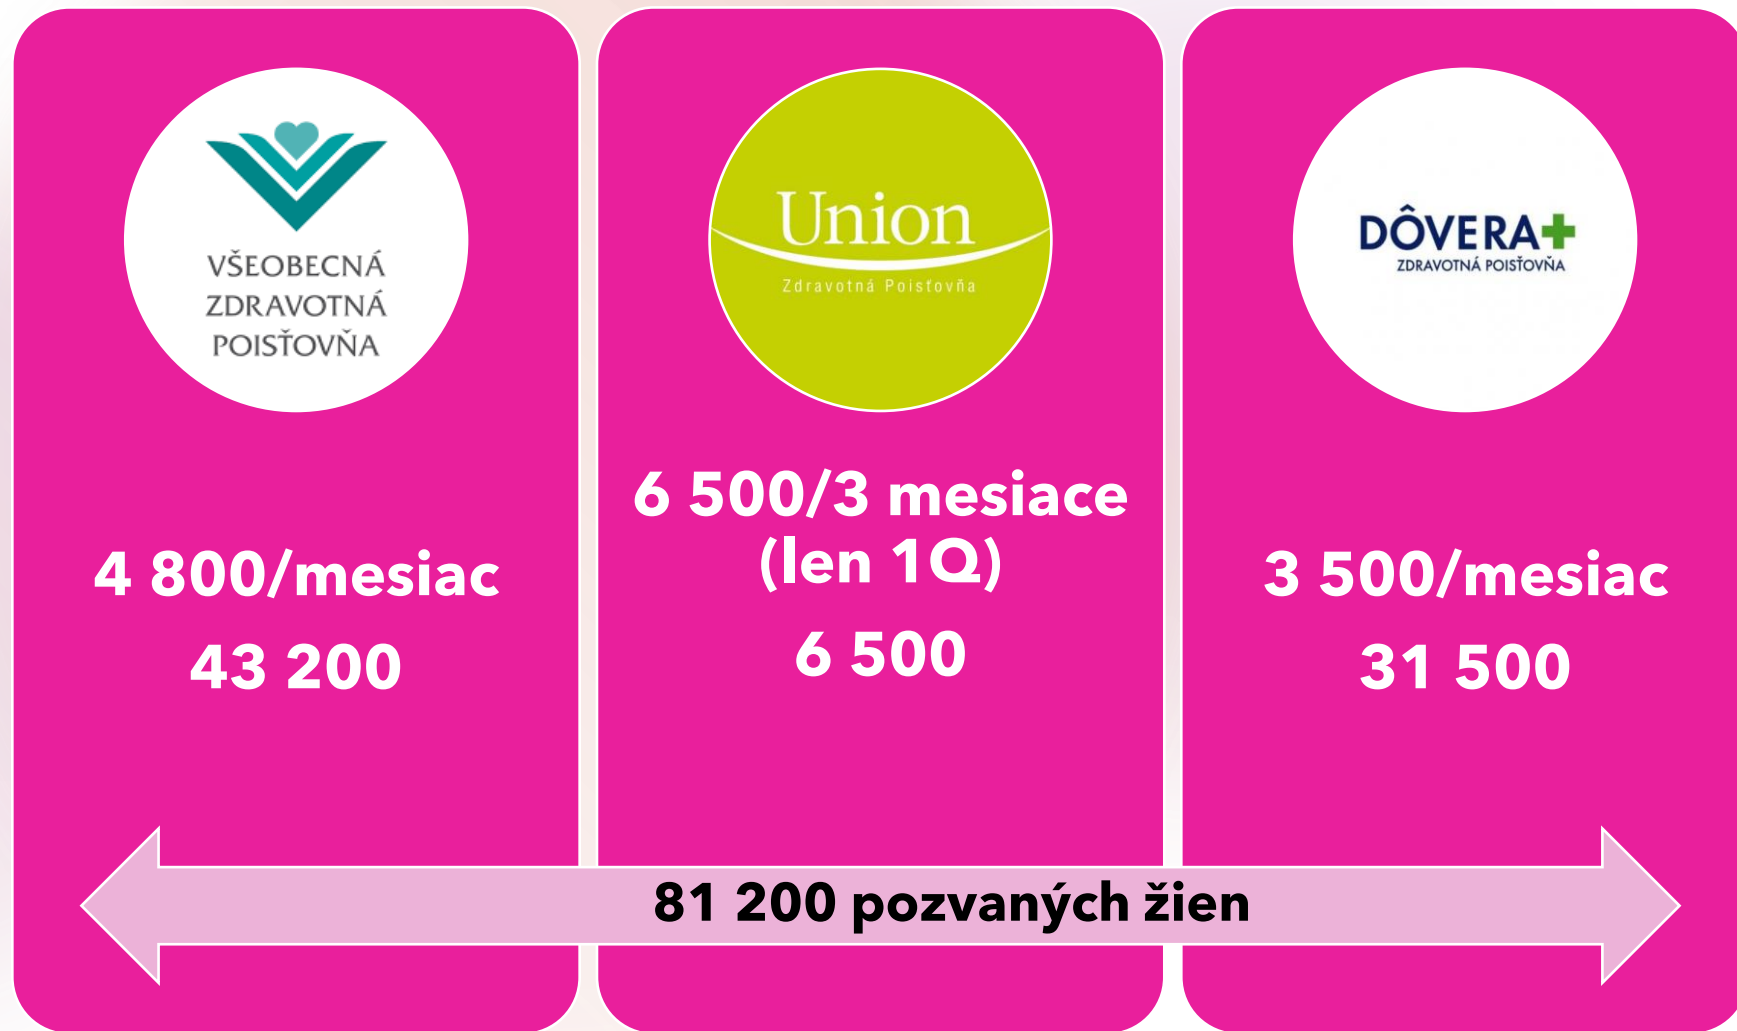 VŠEOBECNÁ
ZDRAVOTNÁ
POISŤOVŇA
4 800/mesiac
43 200
Union
Zdravotná Poisťovňa
6 500/3 mesiace
(len 1Q)
6 500
DÔVERA
ZDRAVOTNÁ POISŤOVŇA
3 500/mesiac
31 500
81 200 pozvaných žien